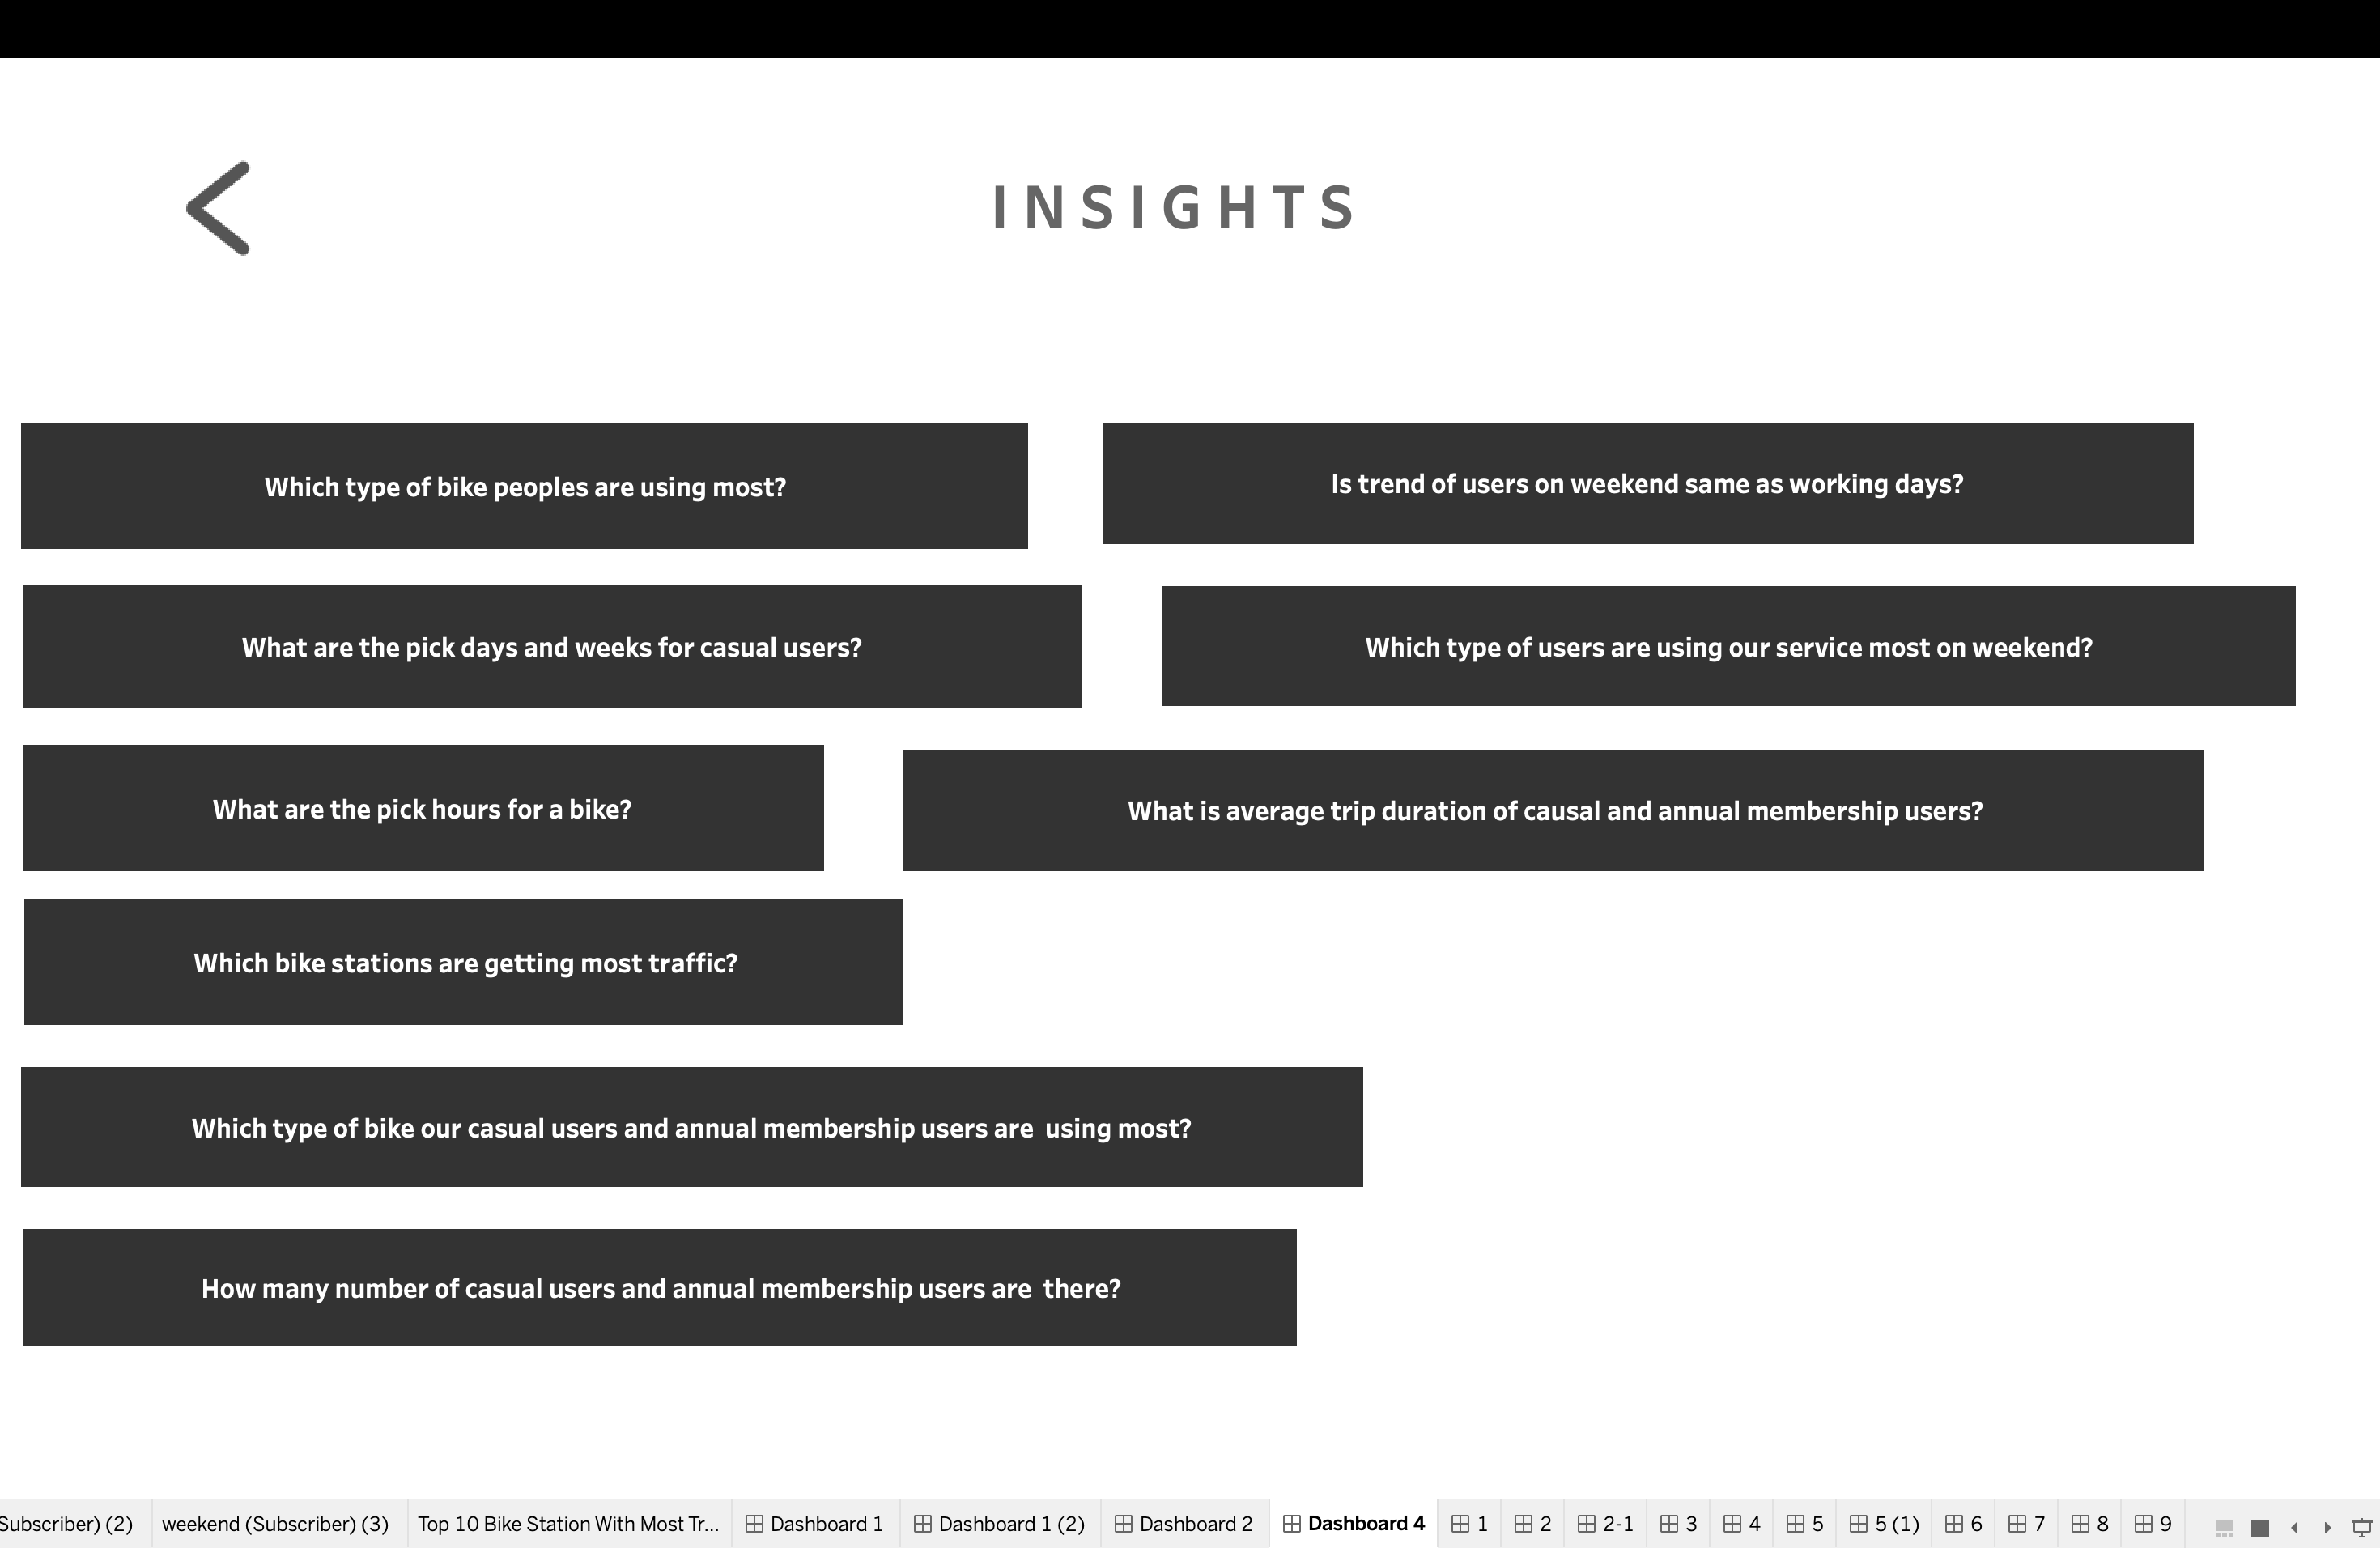 INSIGHTS
Which type of bike peoples are using most?
Is trend of users on weekend same as working days?
What are the pick days and weeks for casual users?
Which type of users are using our service most on weekend?
What are the pick hours for a bike?
What is average trip duration of causal and annual membership users?
Which bike stations are getting most traffic?
Which type of bike our casual users and annual membership users are  using most?
How many number of casual users and annual membership users are  there?
Subscriber) (2) weekend (Subscriber) (3) Top 10 Bike Station With Most Tr... Dashboard 1 Dashboard 1 (2) Dashboard 2 Dashboard 4 1 2 2-1 3 4 5 5 (1) 6 7 8 9